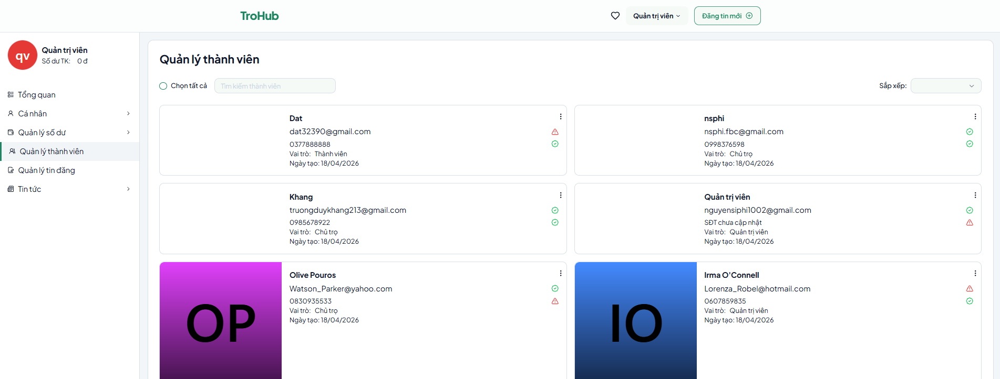 TroHub
Quản trị viên
Đăng tin mới
qv
Quản trị viên
Số dư TK: 0 đ
Tổng quan
Cá nhân
Quản lý số dư
Quản lý thành viên
Quản lý tin đăng
Tin tức
Quản lý thành viên
Chọn tất cả
Tìm kiếm thành viên
Sắp xếp:
Dat
dat32390@gmail.com
0377888888
Vai trò: Thành viên
Ngày tạo: 18/04/2026
nsphi
nsphi.fbc@gmail.com
0998376598
Vai trò: Chủ trọ
Ngày tạo: 18/04/2026
Khang
truongduykhang213@gmail.com
0985678922
Vai trò: Chủ trọ
Ngày tạo: 18/04/2026
Quản trị viên
nguyensiphi1002@gmail.com
SĐT chưa cập nhật
Vai trò: Quản trị viên
Ngày tạo: 18/04/2026
OP
Olive Pouros
Watson_Parker@yahoo.com
0830935533
Vai trò: Chủ trọ
Ngày tạo: 18/04/2026
IO
Irma O'Connell
Lorenza_Robel@hotmail.com
0607859835
Vai trò: Quản trị viên
Ngày tạo: 18/04/2026